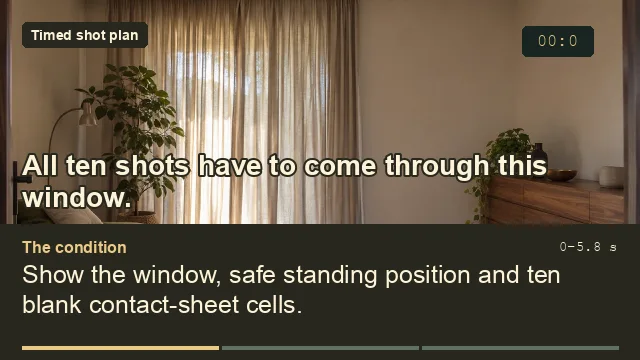 Timed shot plan
00:0
All ten shots have to come through this
window.
The condition
0–5.8 s
Show the window, safe standing position and ten
blank contact-sheet cells.